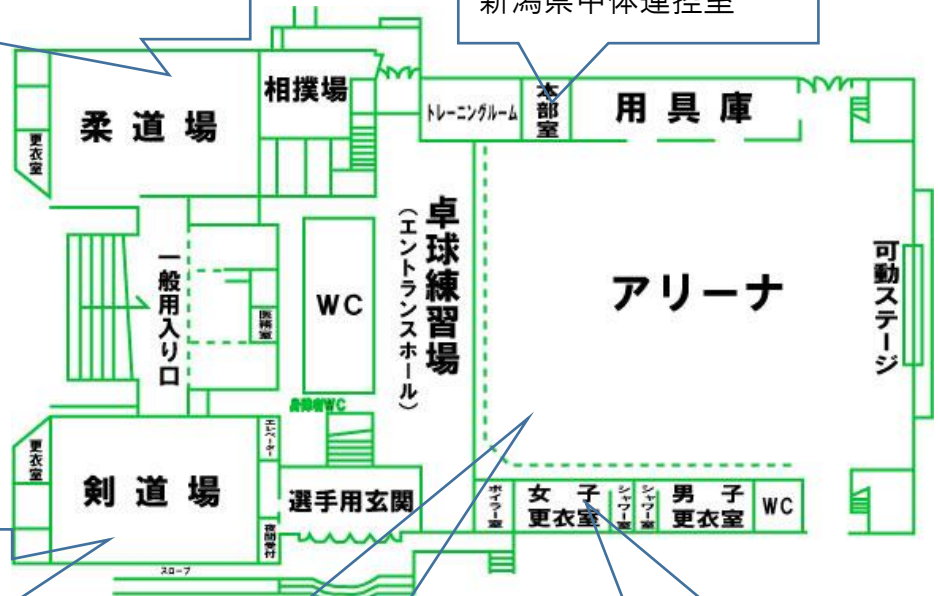 新潟県中体連控室
柔道場
更衣室
相撲場
トレーニングルーム
本部室
用具庫
一般用入り口
医務室
WC
卓球練習場
(エントランスホール)
アリーナ
可動ステージ
身障者WC
更衣室
剣道場
エレベーター
夜間受付
選手用玄関
ボイラー室
女子
更衣室
シャワー室
シャワー室
男子
更衣室
WC
スロープ